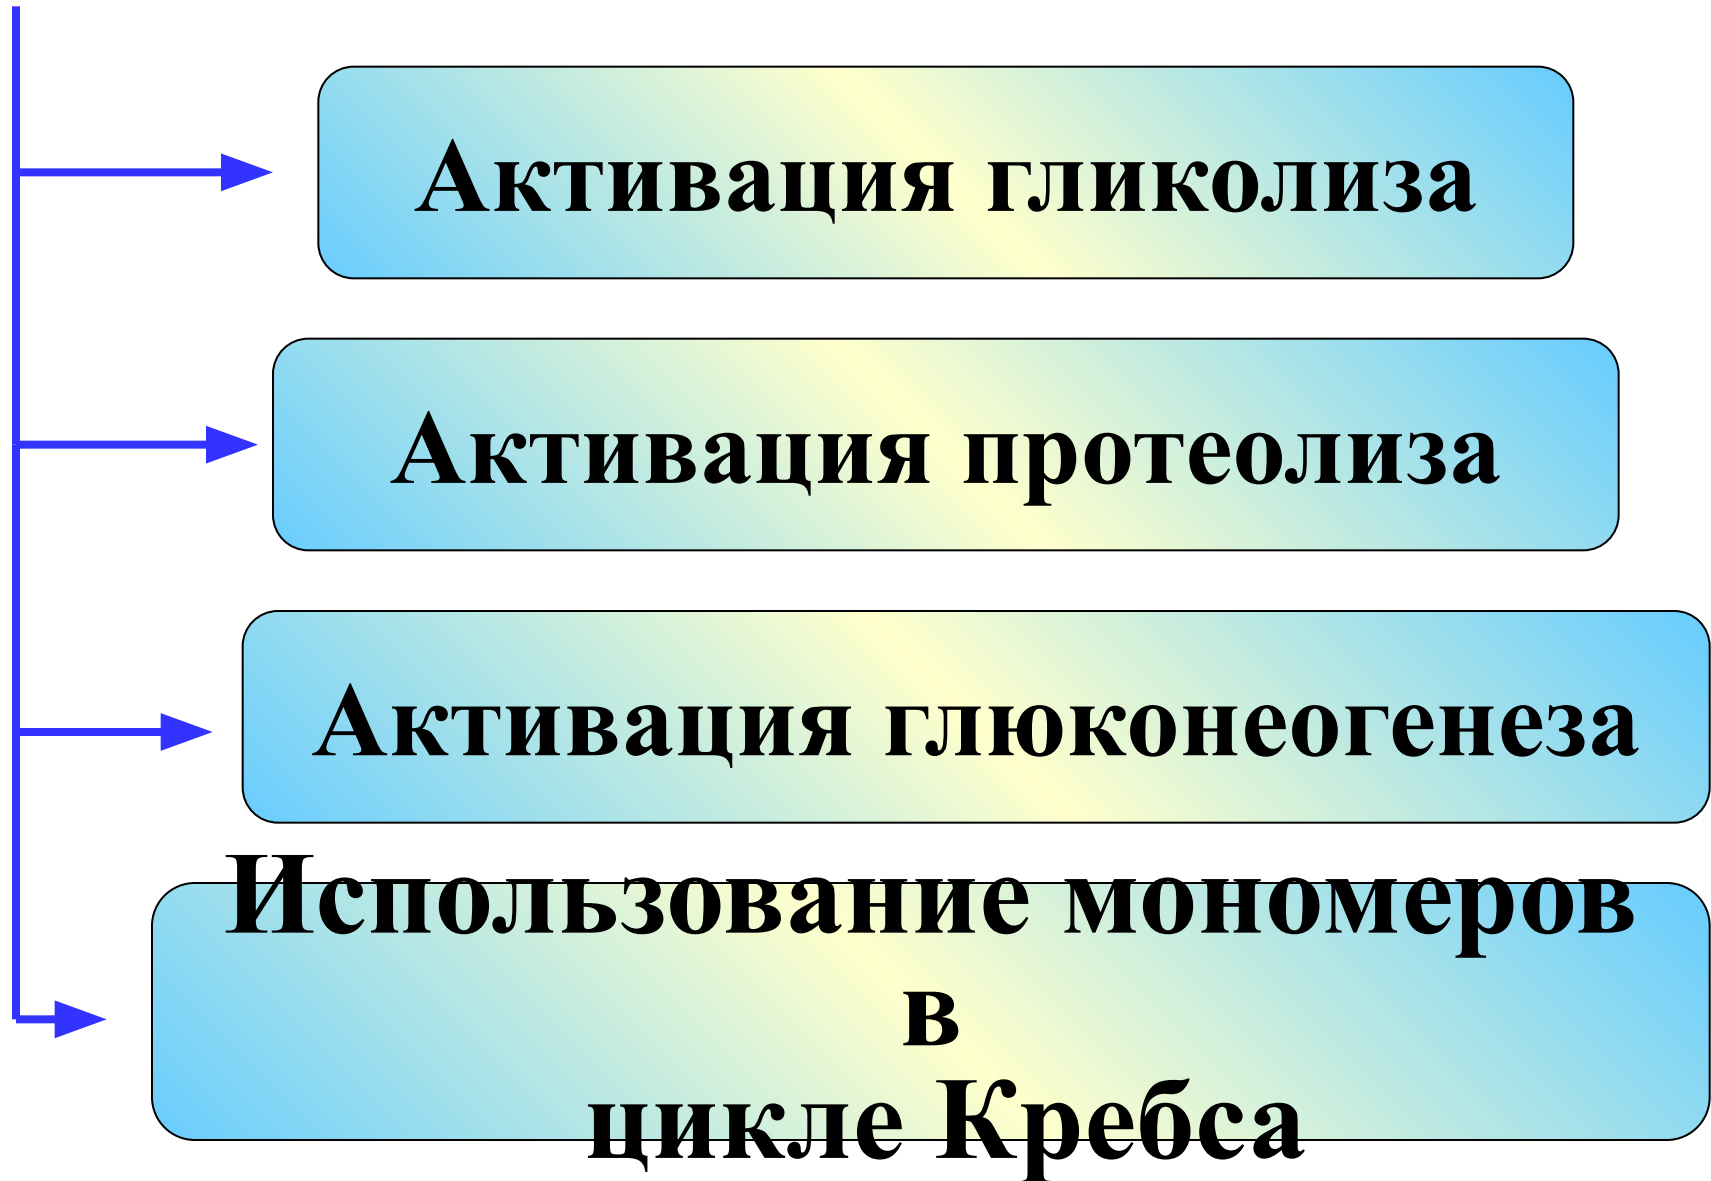 Активация гликолиза
Активация протеолиза
Активация глюконеогенеза
Использование мономеров
в
цикле Кребса